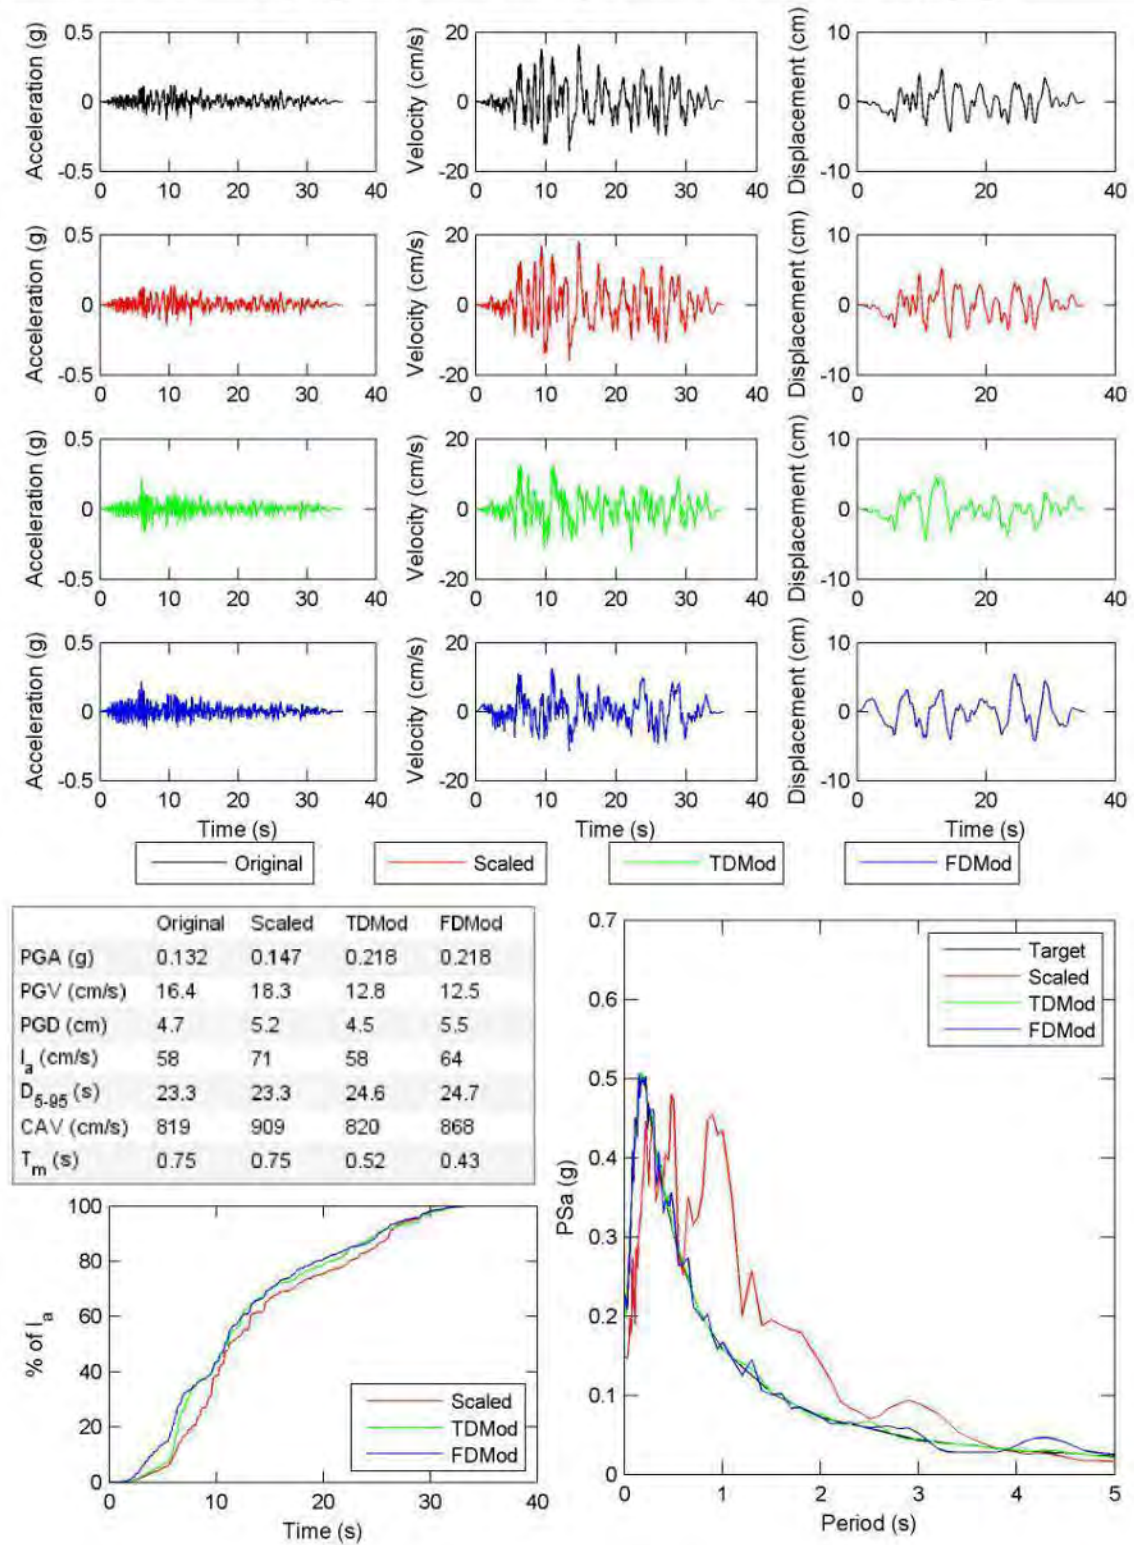 Acceleration (g)
0.5
0
-0.5
0 10 20 30 40
Velocity (cm/s)
20
0
-20
0 10 20 30 40
Displacement (cm)
10
0
-10
0 20 40
Acceleration (g)
0.5
0
-0.5
0 10 20 30 40
Velocity (cm/s)
20
0
-20
0 10 20 30 40
Displacement (cm)
10
0
-10
0 20 40
Acceleration (g)
0.5
0
-0.5
0 10 20 30 40
Velocity (cm/s)
20
0
-20
0 10 20 30 40
Displacement (cm)
10
0
-10
0 20 40
Acceleration (g)
0.5
0
-0.5
0 10 20 30 40
Time (s)
Velocity (cm/s)
20
0
-20
0 10 20 30 40
Time (s)
Displacement (cm)
10
0
-10
0 20 40
Time (s)
Original
Scaled
TDMod
FDMod
Original Scaled TDMod FDMod
PGA (g) 0.132 0.147 0.218 0.218
PGV (cm/s) 16.4 18.3 12.8 12.5
PGD (cm) 4.7 5.2 4.5 5.5
Ia (cm/s) 58 71 58 64
D5-95 (s) 23.3 23.3 24.6 24.7
CAV (cm/s) 819 909 820 868
Tm (s) 0.75 0.75 0.52 0.43
% of Ia
100
80
60
40
20
0
0 10 20 30 40
Time (s)
Scaled
TDMod
FDMod
PSa (g)
0.7
0.6
0.5
0.4
0.3
0.2
0.1
0
0 1 2 3 4 5
Period (s)
Target
Scaled
TDMod
FDMod